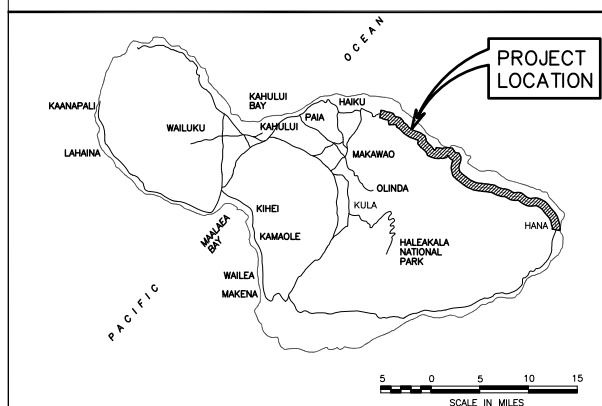 OCEAN
PROJECT
LOCATION
KAHULUI
BAY
HAIKU
KAANAPALI
PAIA
WAILUKU
KAHULUI
LAHAINA
MAKAWAO
OLINDA
KIHEI
KULA
HANA
MAALAEA
BAY
KAMAOLE
HALEAKALA
NATIONAL
PARK
WAILEA
MAKENA
PACIFIC
5 0 5 10 15
SCALE IN MILES